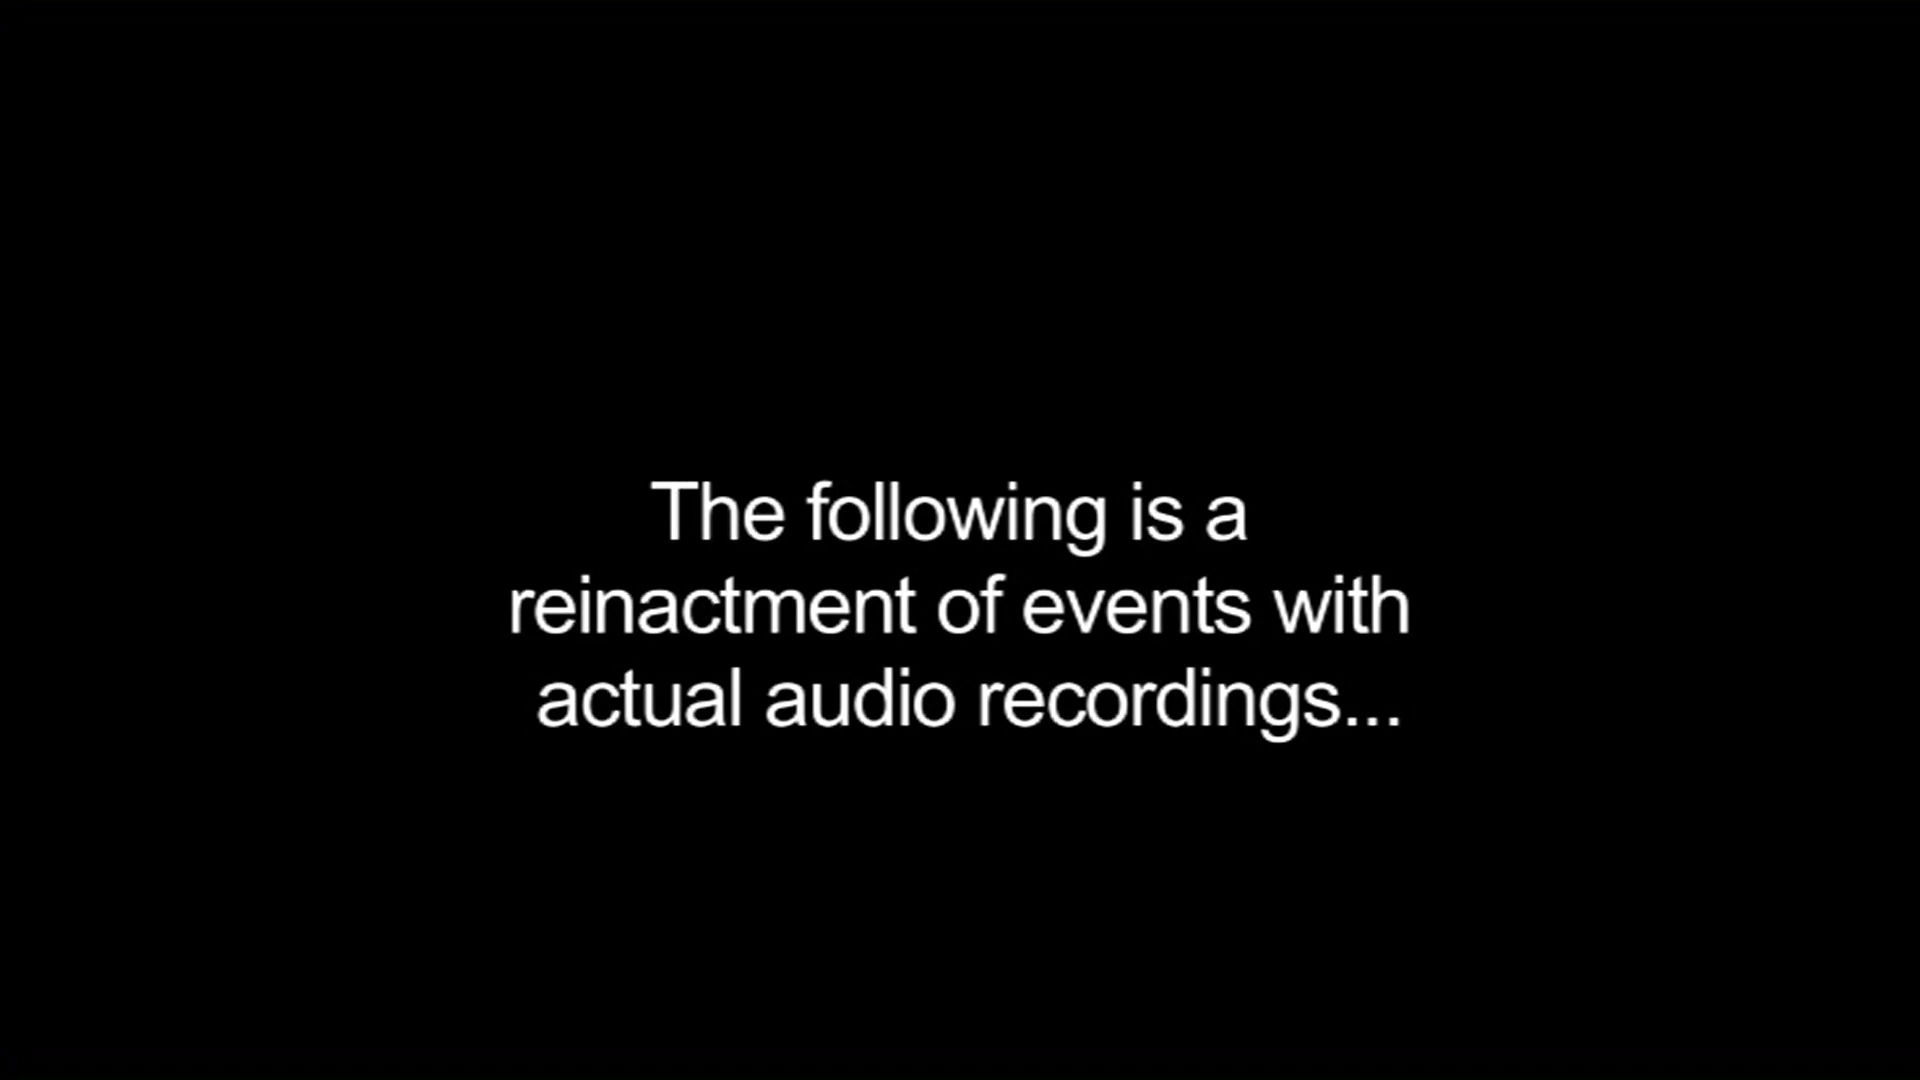 The following is a
reinactment of events with
actual audio recordings...